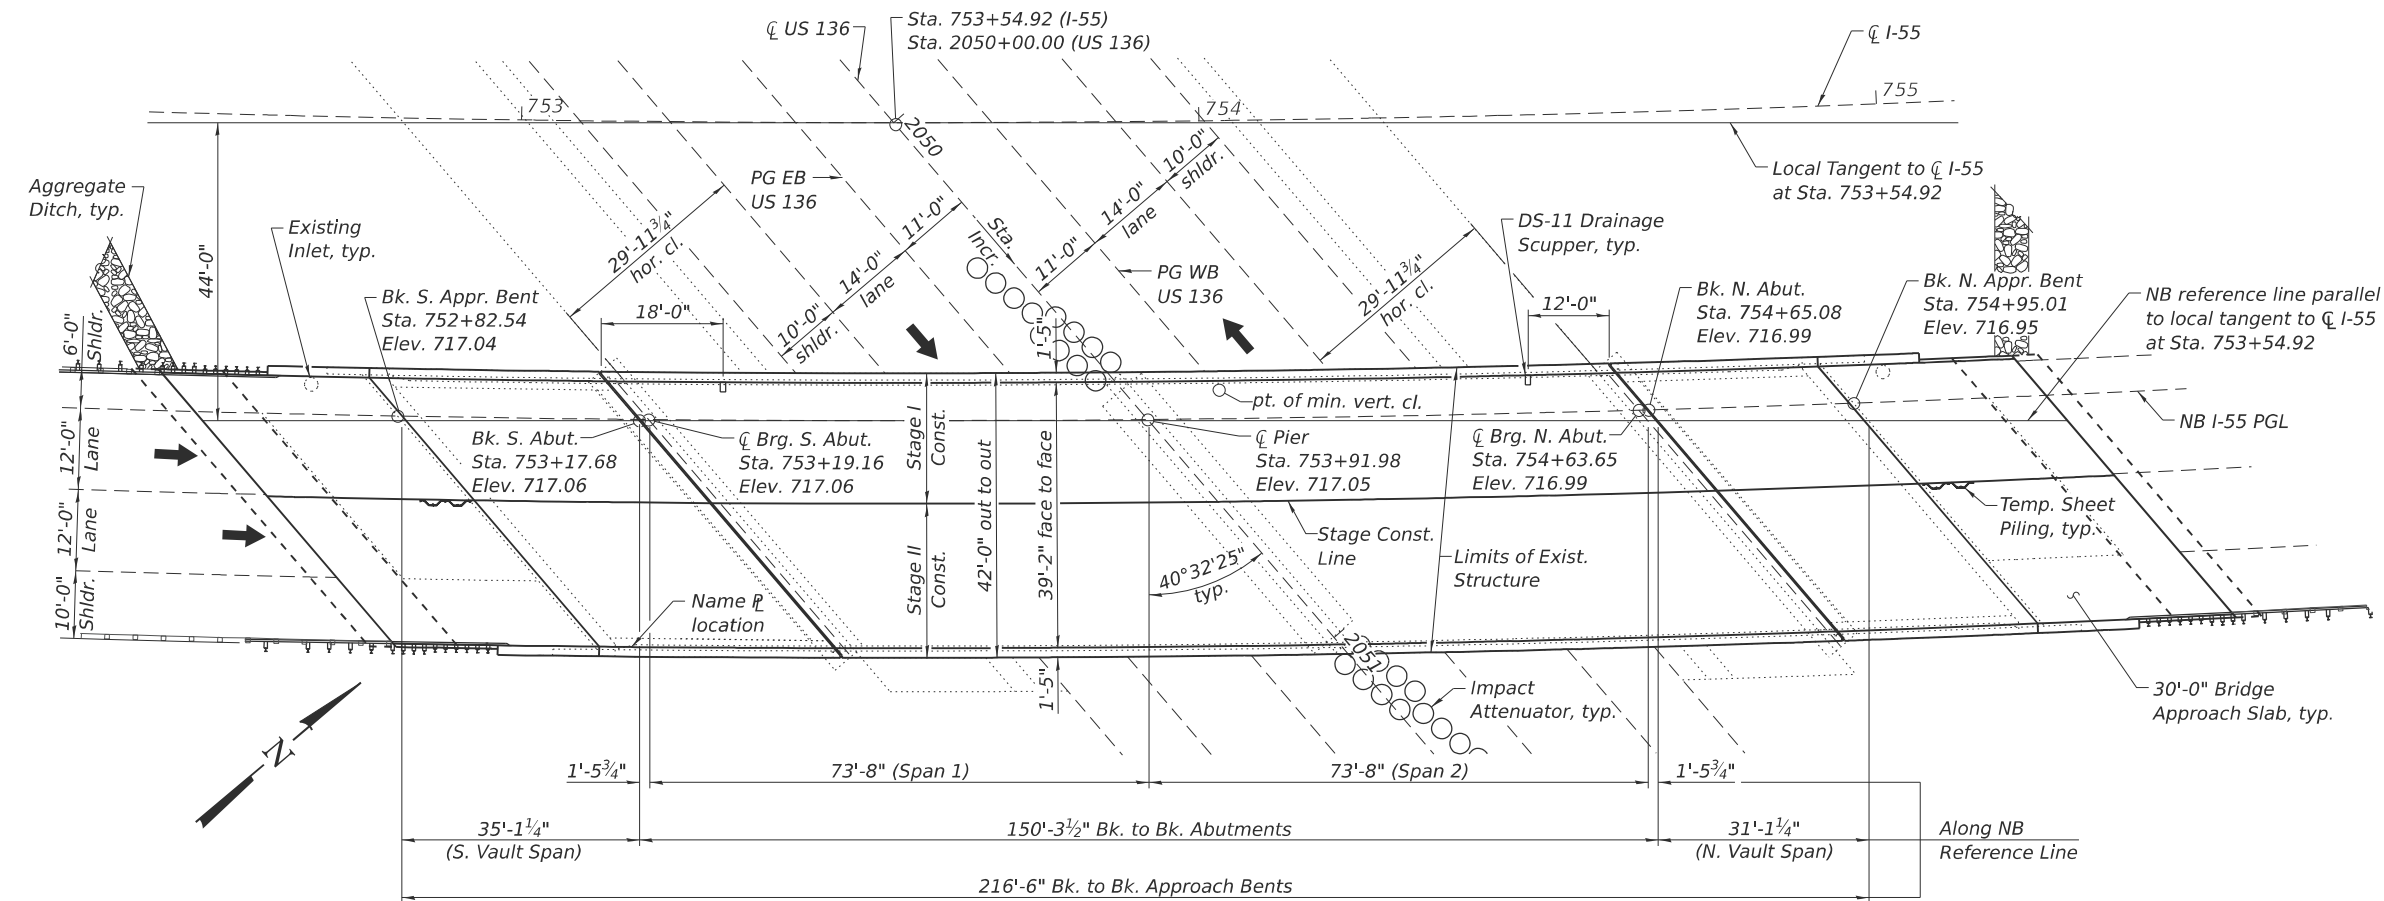 ℄ US 136
Sta. 753+54.92 (I-55)
Sta. 2050+00.00 (US 136)
℄ I-55
753
754
755
2050
Local Tangent to ℄ I-55
at Sta. 753+54.92
Aggregate
Ditch, typ.
Existing
Inlet, typ.
44'-0"
PG EB
US 136
29'-11¾"
hor. cl.
10'-0"
shldr.
14'-0"
lane
11'-0"
Sta.
Incr.
11'-0"
14'-0"
lane
10'-0"
shldr.
PG WB
US 136
29'-11¾"
hor. cl.
DS-11 Drainage
Scupper, typ.
Bk. S. Appr. Bent
Sta. 752+82.54
Elev. 717.04
18'-0"
1'-5"
12'-0"
Bk. N. Abut.
Sta. 754+65.08
Elev. 716.99
Bk. N. Appr. Bent
Sta. 754+95.01
Elev. 716.95
NB reference line parallel
to local tangent to ℄ I-55
at Sta. 753+54.92
6'-0"
Shldr.
12'-0"
Lane
12'-0"
Lane
10'-0"
Shldr.
Bk. S. Abut.
Sta. 753+17.68
Elev. 717.06
℄ Brg. S. Abut.
Sta. 753+19.16
Elev. 717.06
Stage I
Const.
Stage II
Const.
42'-0" out to out
39'-2" face to face
pt. of min. vert. cl.
℄ Pier
Sta. 753+91.98
Elev. 717.05
℄ Brg. N. Abut.
Sta. 754+63.65
Elev. 716.99
NB I-55 PGL
Stage Const.
Line
Limits of Exist.
Structure
Temp. Sheet
Piling, typ.
40°32'25"
typ.
Name ⅊
location
2051
1'-5"
Impact
Attenuator, typ.
30'-0" Bridge
Approach Slab, typ.
N
1'-5¾"
73'-8" (Span 1)
73'-8" (Span 2)
1'-5¾"
35'-1¼"
(S. Vault Span)
150'-3½" Bk. to Bk. Abutments
31'-1¼"
(N. Vault Span)
Along NB
Reference Line
216'-6" Bk. to Bk. Approach Bents